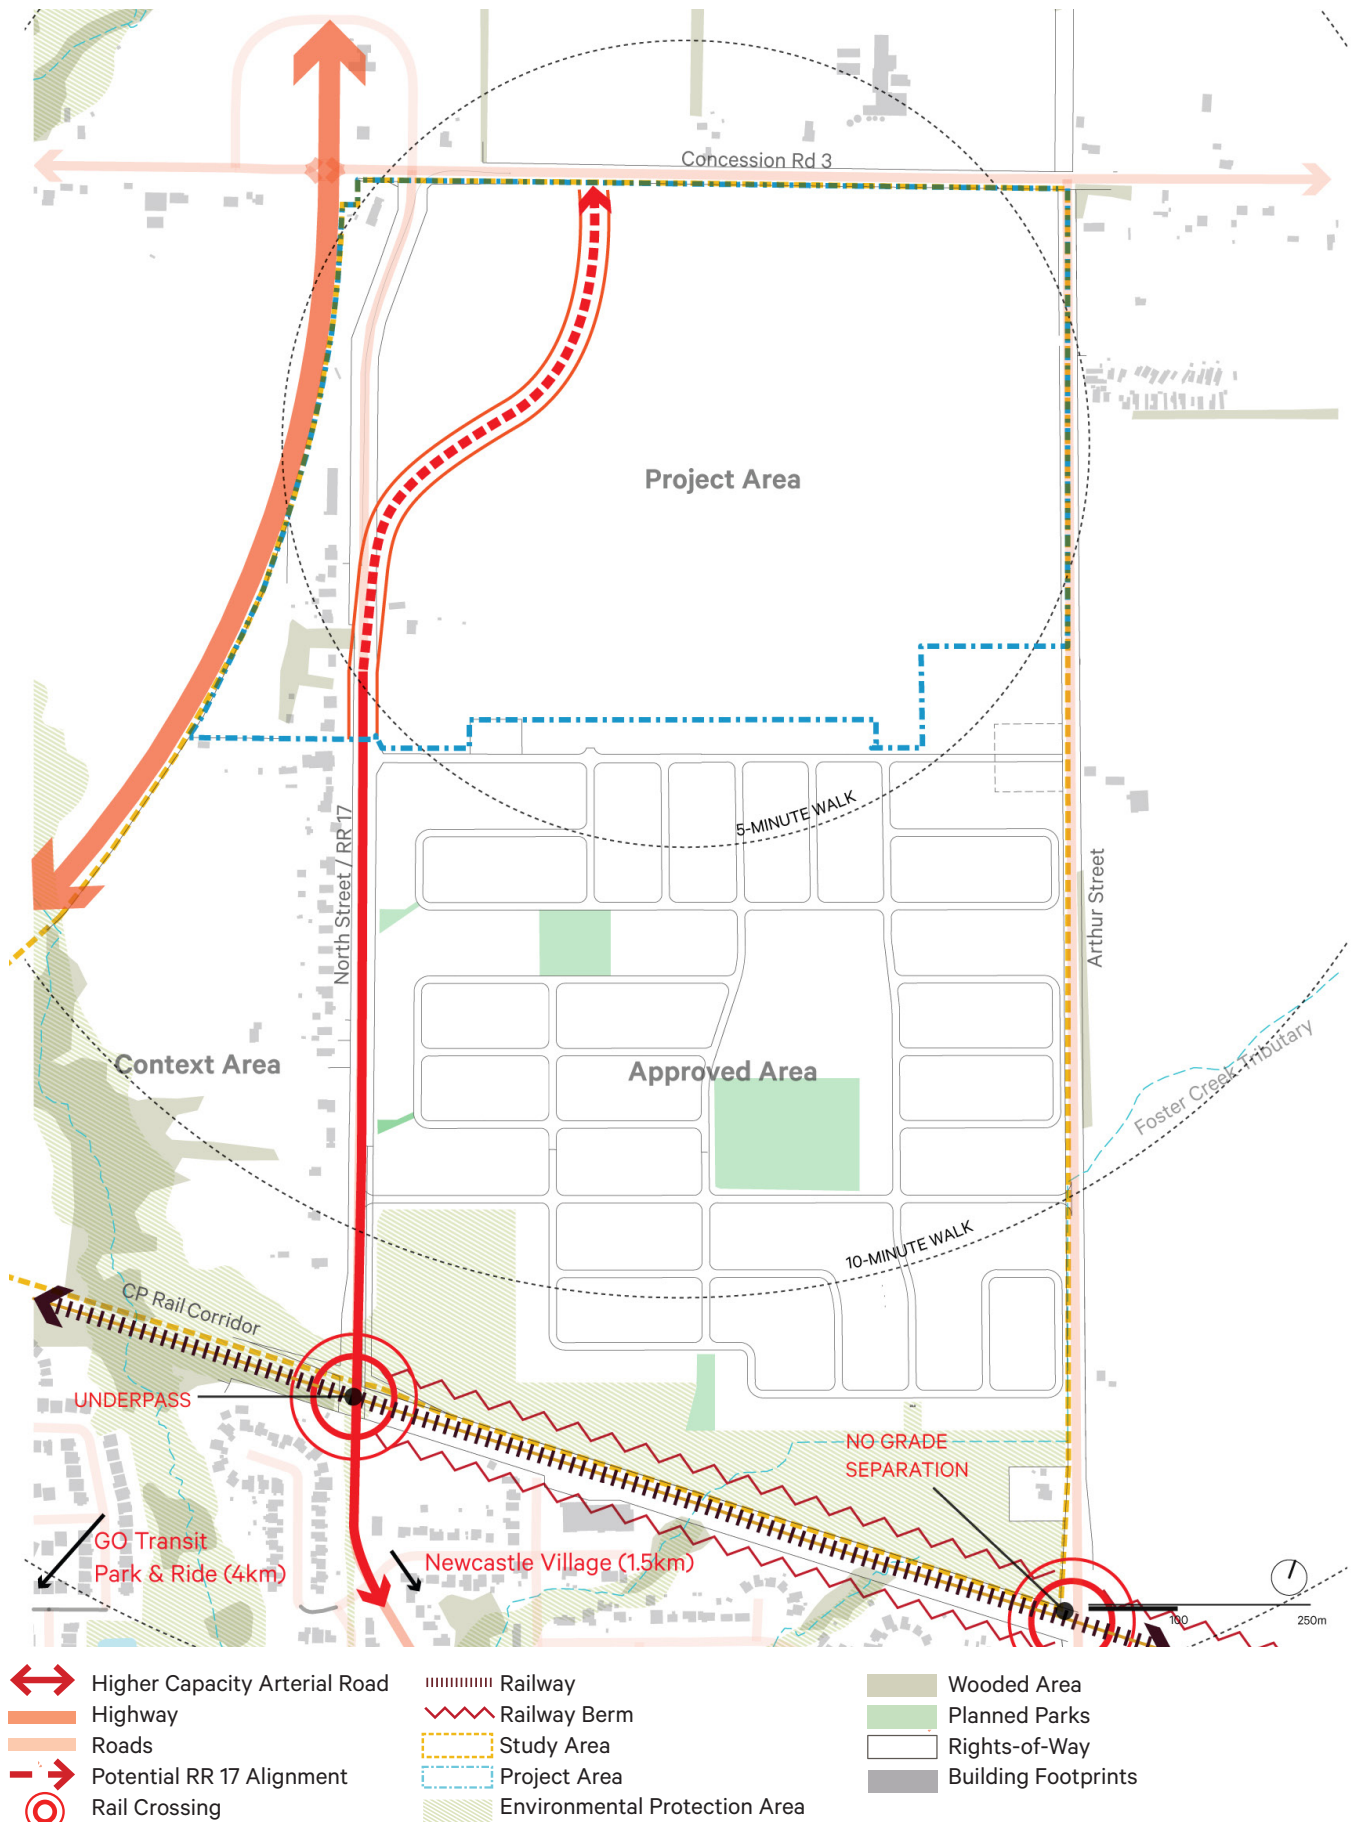 Concession Rd 3
Project Area
5-MINUTE WALK
North Street / RR 17
Arthur Street
Context Area
Approved Area
Foster Creek Tributary
10-MINUTE WALK
CP Rail Corridor
UNDERPASS
NO GRADE
SEPARATION
GO Transit
Park & Ride (4km)
Newcastle Village (1.5km)
100
250m
Higher Capacity Arterial Road
Highway
Roads
Potential RR 17 Alignment
Rail Crossing
Railway
Railway Berm
Study Area
Project Area
Environmental Protection Area
Wooded Area
Planned Parks
Rights-of-Way
Building Footprints